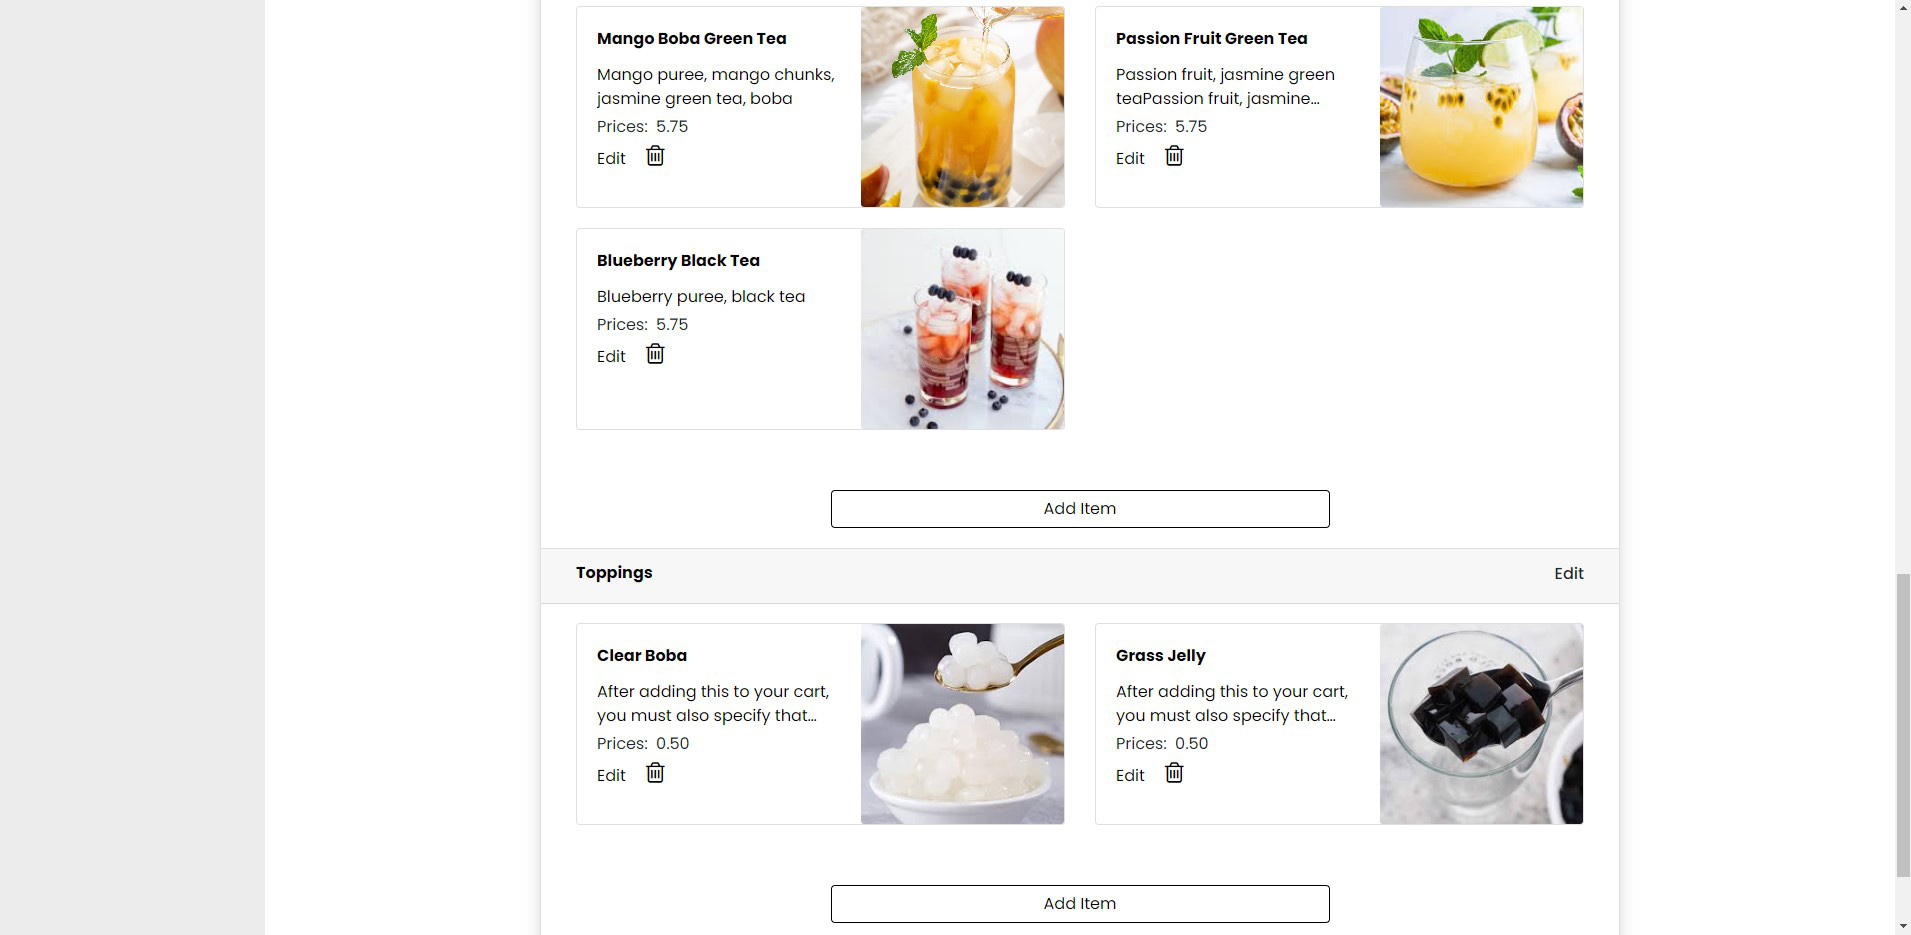 Mango Boba Green Tea
Mango puree, mango chunks,
jasmine green tea, boba
Prices: 5.75
Edit
Passion Fruit Green Tea
Passion fruit, jasmine green
teaPassion fruit, jasmine...
Prices: 5.75
Edit
Blueberry Black Tea
Blueberry puree, black tea
Prices: 5.75
Edit
Add Item
Toppings
Edit
Clear Boba
After adding this to your cart,
you must also specify that...
Prices: 0.50
Edit
Grass Jelly
After adding this to your cart,
you must also specify that...
Prices: 0.50
Edit
Add Item